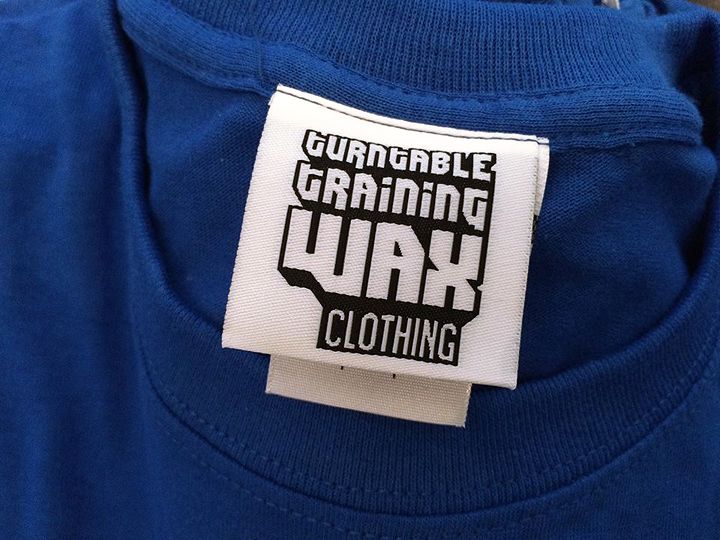 turntable
training
WAX
CLOTHING